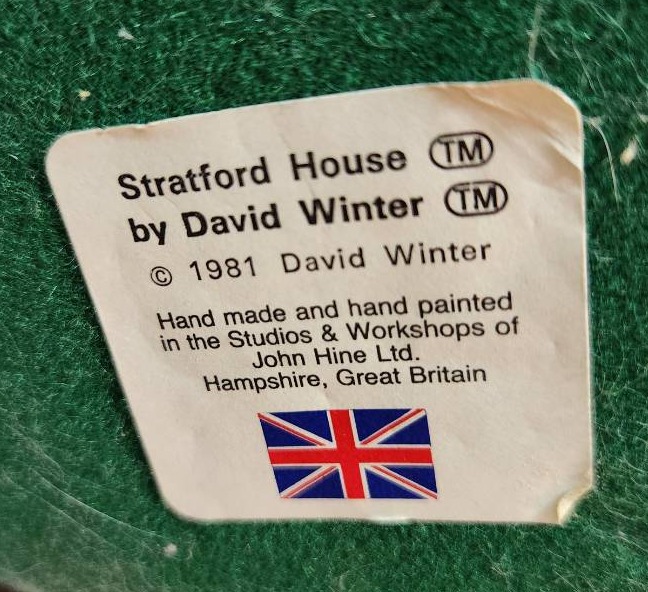 Stratford House TM
by David Winter TM
© 1981 David Winter
Hand made and hand painted
in the Studios & Workshops of
John Hine Ltd.
Hampshire, Great Britain